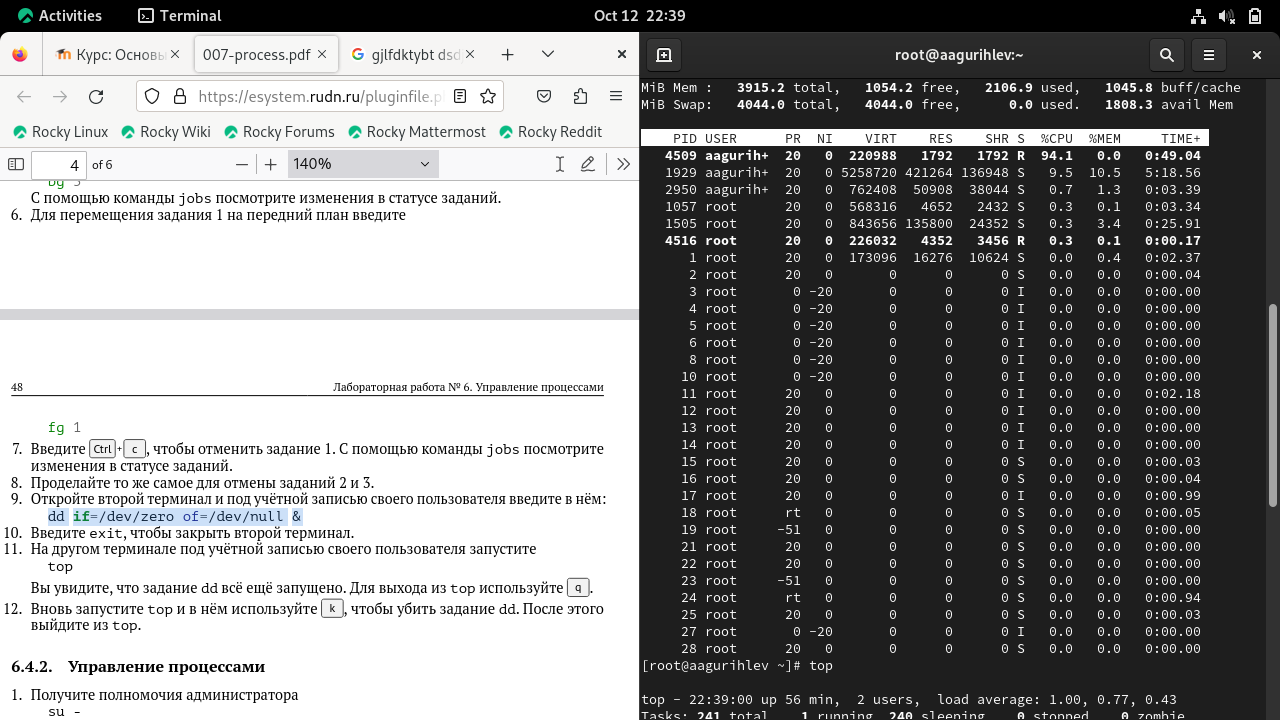 Activities Terminal Oct 12 22:39
Курс: Основы 007-process.pdf gjlfdktybt dsd
https://esystem.rudn.ru/pluginfile.p
Rocky Linux Rocky Wiki Rocky Forums Rocky Mattermost Rocky Reddit
4 of 6 140%
bg 3
С помощью команды jobs посмотрите изменения в статусе заданий.
6. Для перемещения задания 1 на передний план введите
48 Лабораторная работа № 6. Управление процессами
fg 1
7. Введите Ctrl + c , чтобы отменить задание 1. С помощью команды jobs посмотрите
изменения в статусе заданий.
8. Проделайте то же самое для отмены заданий 2 и 3.
9. Откройте второй терминал и под учётной записью своего пользователя введите в нём:
dd if=/dev/zero of=/dev/null &
10. Введите exit, чтобы закрыть второй терминал.
11. На другом терминале под учётной записью своего пользователя запустите
top
Вы увидите, что задание dd всё ещё запущено. Для выхода из top используйте q .
12. Вновь запустите top и в нём используйте k , чтобы убить задание dd. После этого
выйдите из top.
6.4.2. Управление процессами
1. Получите полномочия администратора
su -
root@aagurihlev:~
MiB Mem : 3915.2 total, 1054.2 free, 2106.9 used, 1045.8 buff/cache
MiB Swap: 4044.0 total, 4044.0 free, 0.0 used. 1808.3 avail Mem
PID USER PR NI VIRT RES SHR S %CPU %MEM TIME+
4509 aagurih+ 20 0 220988 1792 1792 R 94.1 0.0 0:49.04
1929 aagurih+ 20 0 5258720 421264 136948 S 9.5 10.5 5:18.56
2950 aagurih+ 20 0 762408 50908 38044 S 0.7 1.3 0:03.39
1057 root 20 0 568316 4652 2432 S 0.3 0.1 0:03.34
1505 root 20 0 843656 135800 24352 S 0.3 3.4 0:25.91
4516 root 20 0 226032 4352 3456 R 0.3 0.1 0:00.17
1 root 20 0 173096 16276 10624 S 0.0 0.4 0:02.37
2 root 20 0 0 0 0 S 0.0 0.0 0:00.04
3 root 0 -20 0 0 0 I 0.0 0.0 0:00.00
4 root 0 -20 0 0 0 I 0.0 0.0 0:00.00
5 root 0 -20 0 0 0 I 0.0 0.0 0:00.00
6 root 0 -20 0 0 0 I 0.0 0.0 0:00.00
8 root 0 -20 0 0 0 I 0.0 0.0 0:00.00
10 root 0 -20 0 0 0 I 0.0 0.0 0:00.00
11 root 20 0 0 0 0 I 0.0 0.0 0:02.18
12 root 20 0 0 0 0 I 0.0 0.0 0:00.00
13 root 20 0 0 0 0 I 0.0 0.0 0:00.00
14 root 20 0 0 0 0 I 0.0 0.0 0:00.00
15 root 20 0 0 0 0 S 0.0 0.0 0:00.03
16 root 20 0 0 0 0 S 0.0 0.0 0:00.04
17 root 20 0 0 0 0 I 0.0 0.0 0:00.99
18 root rt 0 0 0 0 S 0.0 0.0 0:00.05
19 root -51 0 0 0 0 S 0.0 0.0 0:00.00
21 root 20 0 0 0 0 S 0.0 0.0 0:00.00
22 root 20 0 0 0 0 S 0.0 0.0 0:00.00
23 root -51 0 0 0 0 S 0.0 0.0 0:00.00
24 root rt 0 0 0 0 S 0.0 0.0 0:00.94
25 root 20 0 0 0 0 S 0.0 0.0 0:00.03
27 root 0 -20 0 0 0 I 0.0 0.0 0:00.00
28 root 20 0 0 0 0 S 0.0 0.0 0:00.00
[root@aagurihlev ~]# top
top - 22:39:00 up 56 min, 2 users, load average: 1.00, 0.77, 0.43
Tasks: 241 total, 1 running, 240 sleeping, 0 stopped, 0 zombie